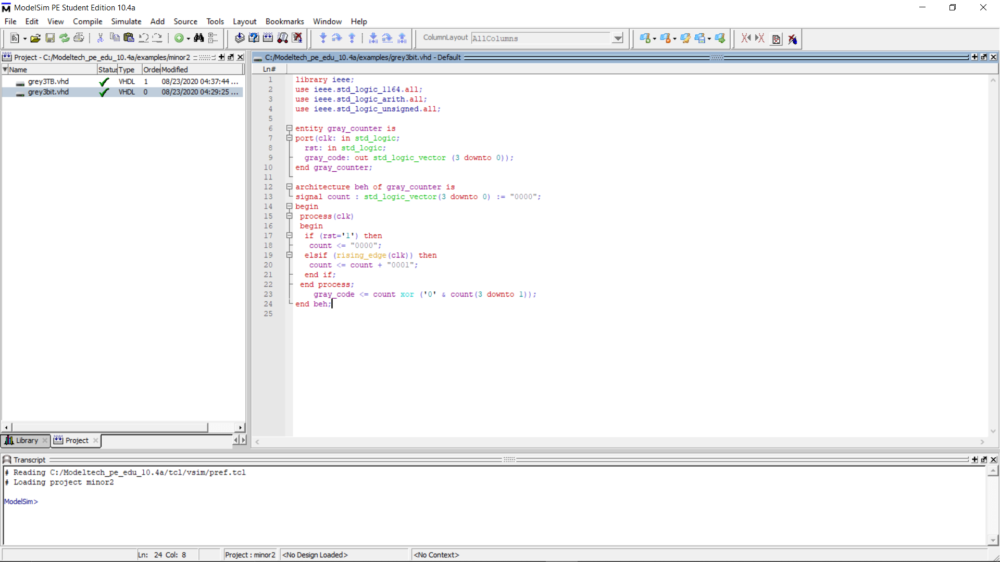 ModelSim PE Student Edition 10.4a
File Edit View Compile Simulate Add Source Tools Layout Bookmarks Window Help
ColumnLayout AllColumns
Project - C:/Modeltech_pe_edu_10.4a/examples/minor2
Name Status Type Order Modified
grey3TB.vhd VHDL 1 08/23/2020 04:37:44 ...
grey3bit.vhd VHDL 0 08/23/2020 04:29:25 ...
Library Project
C:/Modeltech_pe_edu_10.4a/examples/grey3bit.vhd - Default
Ln#
1 library ieee;
2 use ieee.std_logic_1164.all;
3 use ieee.std_logic_arith.all;
4 use ieee.std_logic_unsigned.all;
5
6 entity gray_counter is
7 port(clk: in std_logic;
8 rst: in std_logic;
9 gray_code: out std_logic_vector (3 downto 0));
10 end gray_counter;
11
12 architecture beh of gray_counter is
13 signal count : std_logic_vector(3 downto 0) := "0000";
14 begin
15 process(clk)
16 begin
17 if (rst='1') then
18 count <= "0000";
19 elsif (rising_edge(clk)) then
20 count <= count + "0001";
21 end if;
22 end process;
23 gray_code <= count xor ('0' & count(3 downto 1));
24 end beh;
25
Transcript
# Reading C:/Modeltech_pe_edu_10.4a/tcl/vsim/pref.tcl
# Loading project minor2
ModelSim>
Ln: 24 Col: 8 Project : minor2 <No Design Loaded> <No Context>